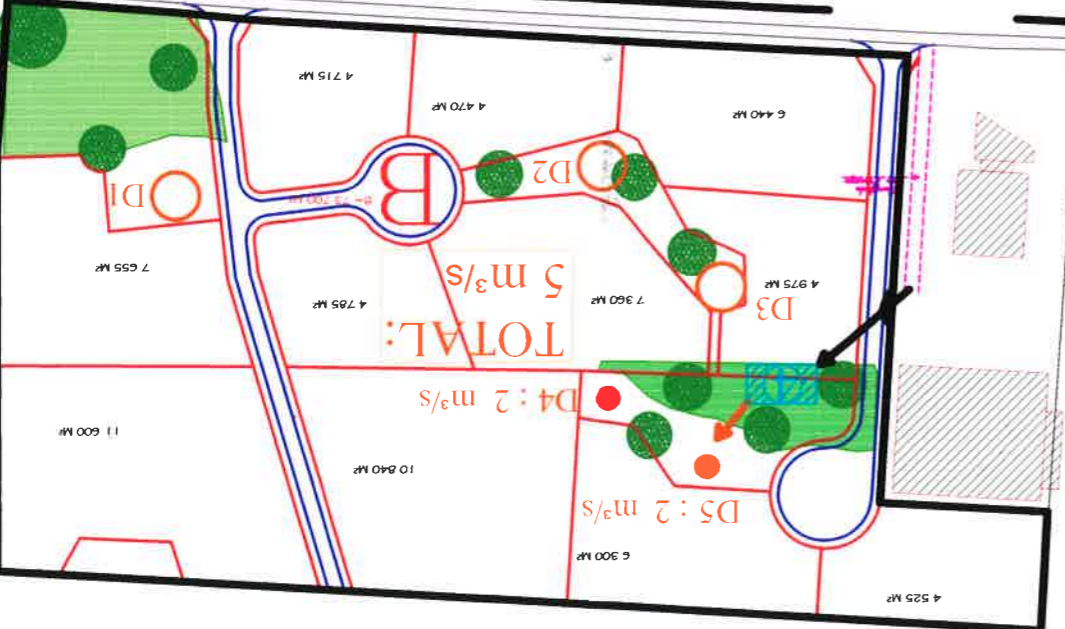 4 525 M²
6 300 M²
D5 : 2 m³/s
10 840 M²
11 600 M²
D4 : 2 m³/s
TOTAL:
5 m³/s
D3
4 975 M²
7 360 M²
4 785 M²
7 655 M²
B
D1
D2
6 440 M²
4 470 M²
4 715 M²